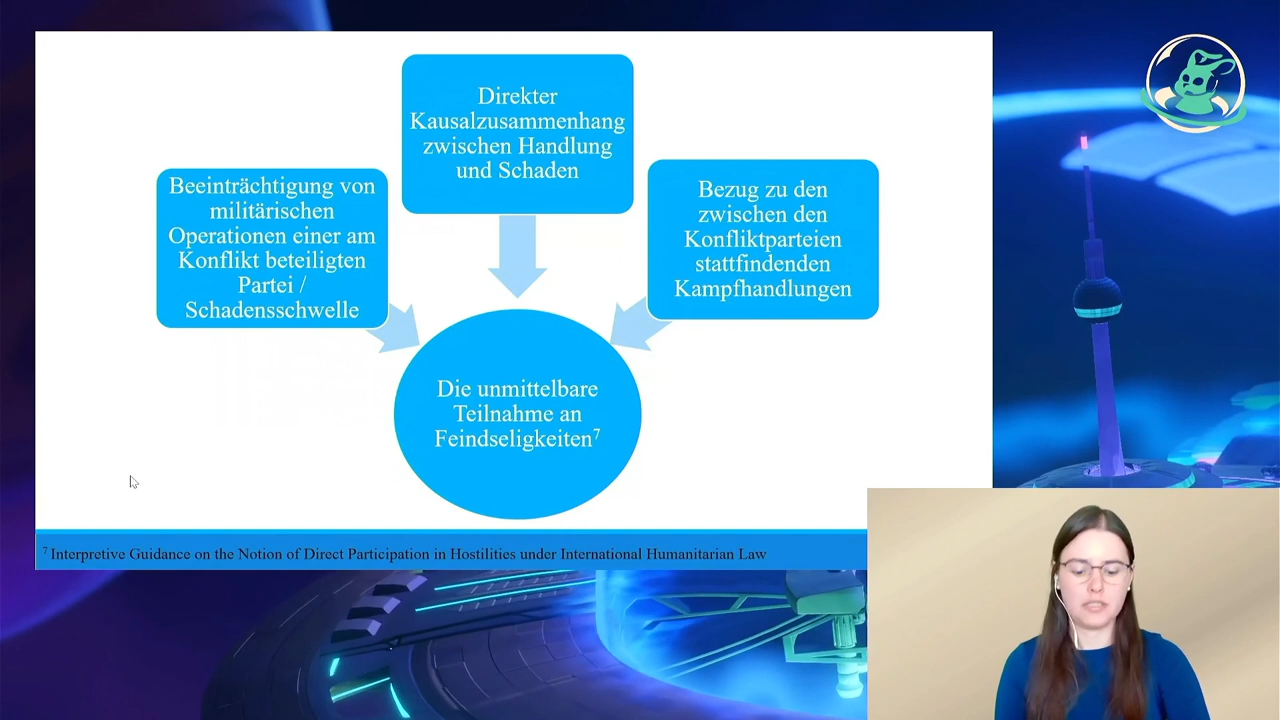 Direkter
Kausalzusammenhang
zwischen Handlung
und Schaden
Beeinträchtigung von
militärischen
Operationen einer am
Konflikt beteiligten
Partei /
Schadensschwelle
Bezug zu den
zwischen den
Konfliktparteien
stattfindenden
Kampfhandlungen
Die unmittelbare
Teilnahme an
Feindseligkeiten⁷
⁷ Interpretive Guidance on the Notion of Direct Participation in Hostilities under International Humanitarian Law